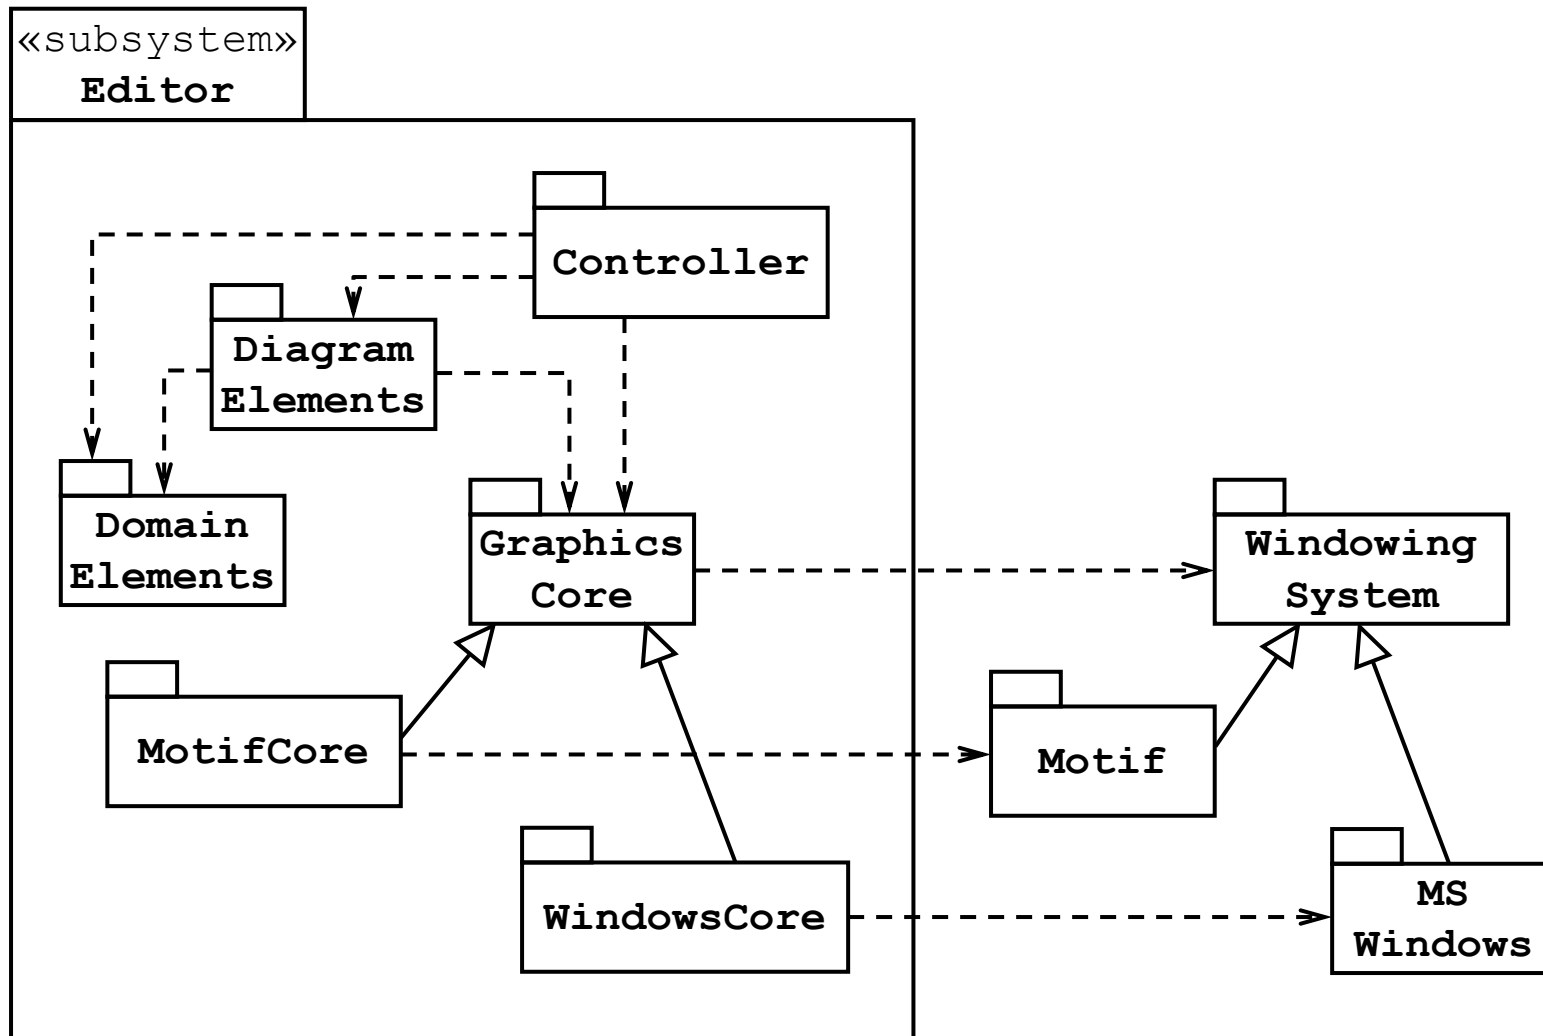 «subsystem»
Editor
Controller
Diagram
Elements
Domain
Elements
Graphics
Core
Windowing
System
MotifCore
Motif
WindowsCore
MS
Windows